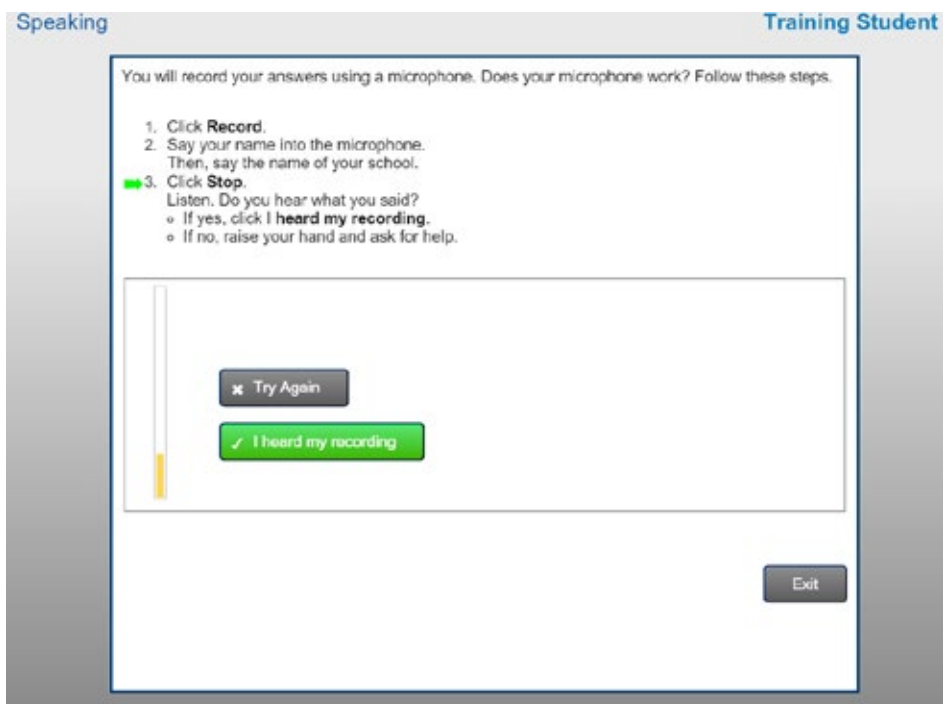 Speaking
Training Student
You will record your answers using a microphone. Does your microphone work? Follow these steps.
1. Click Record.
2. Say your name into the microphone.
Then, say the name of your school.
3. Click Stop.
Listen. Do you hear what you said?
If yes, click I heard my recording.
If no, raise your hand and ask for help.
Try Again
I heard my recording
Exit